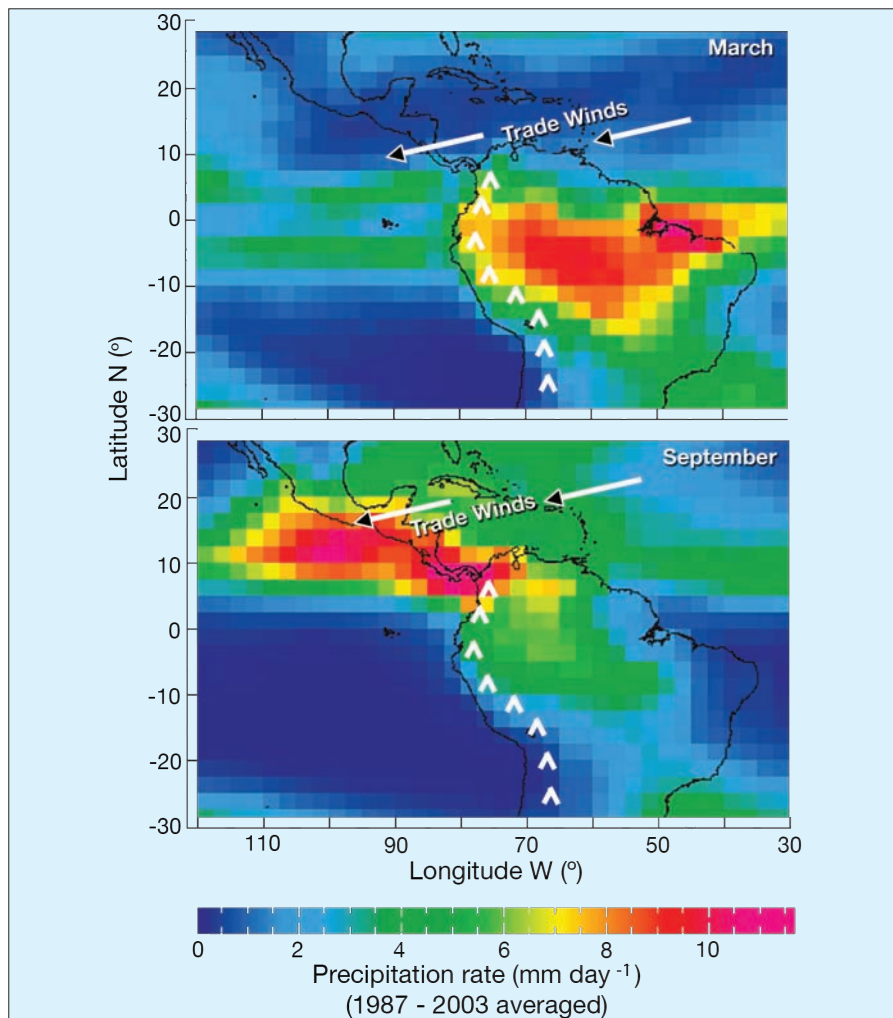 30
March
20
Trade Winds
10
0
-10
-20
-30
Latitude N (º)
30
September
20
Trade Winds
10
0
-10
-20
-30
110 90 70 50 30
Longitude W (º)
0 2 4 6 8 10
Precipitation rate (mm day -1)
(1987 - 2003 averaged)